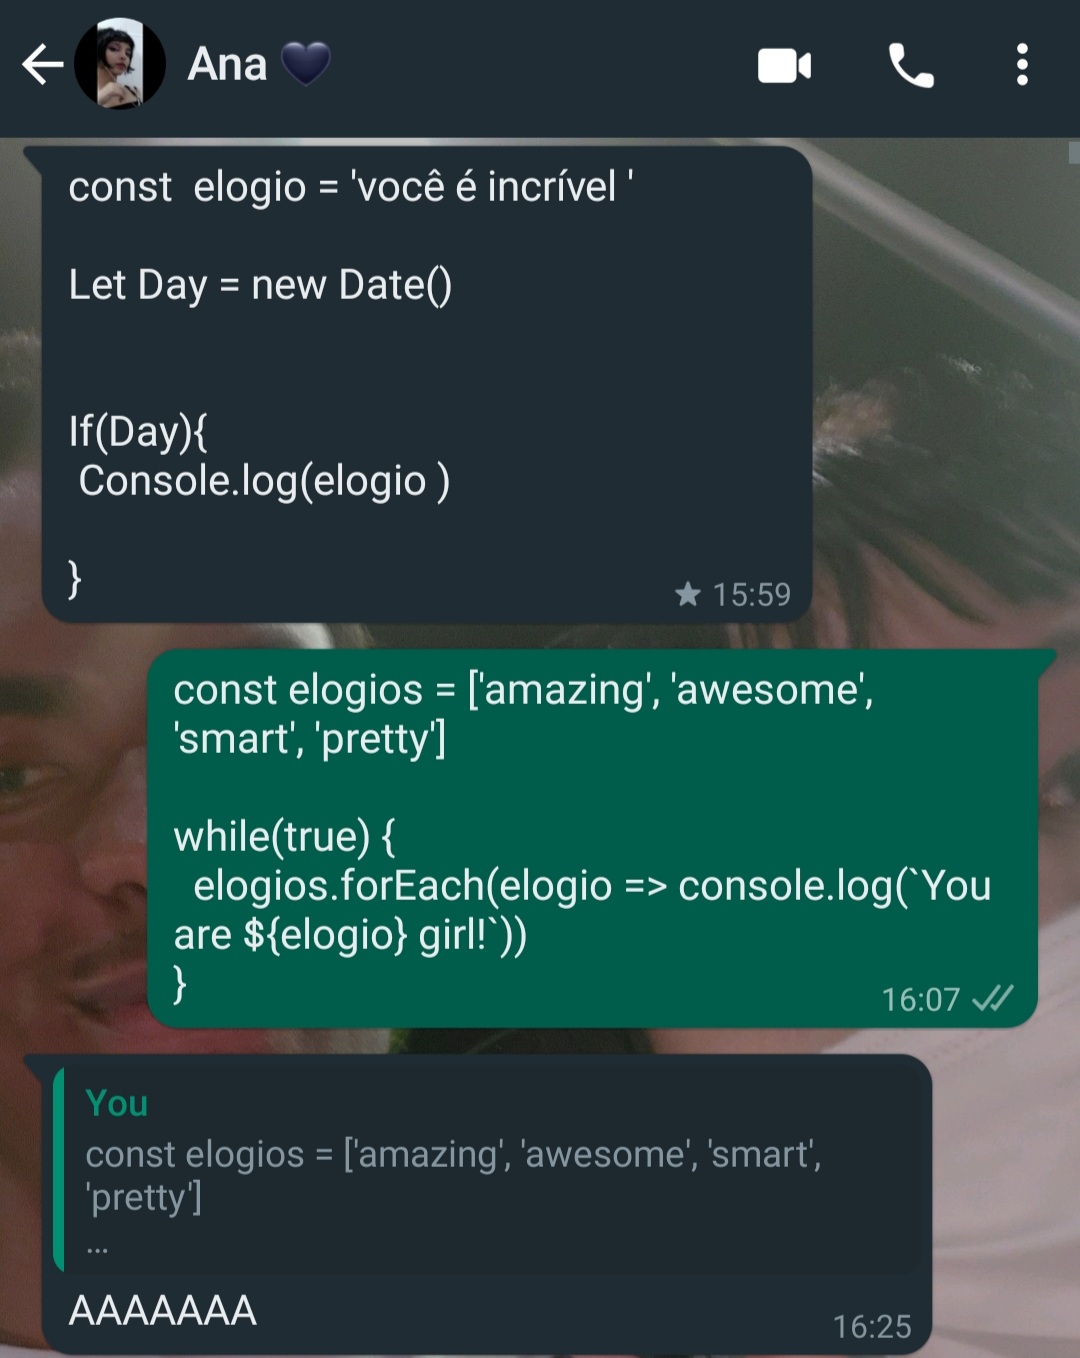 Ana
const  elogio = 'você é incrível '
Let Day = new Date()
If(Day){
 Console.log(elogio )
}
15:59
const elogios = ['amazing', 'awesome',
'smart', 'pretty']
while(true) {
  elogios.forEach(elogio => console.log(`You
are ${elogio} girl!`))
}
16:07
You
const elogios = ['amazing', 'awesome', 'smart',
'pretty']
...
AAAAAAA
16:25